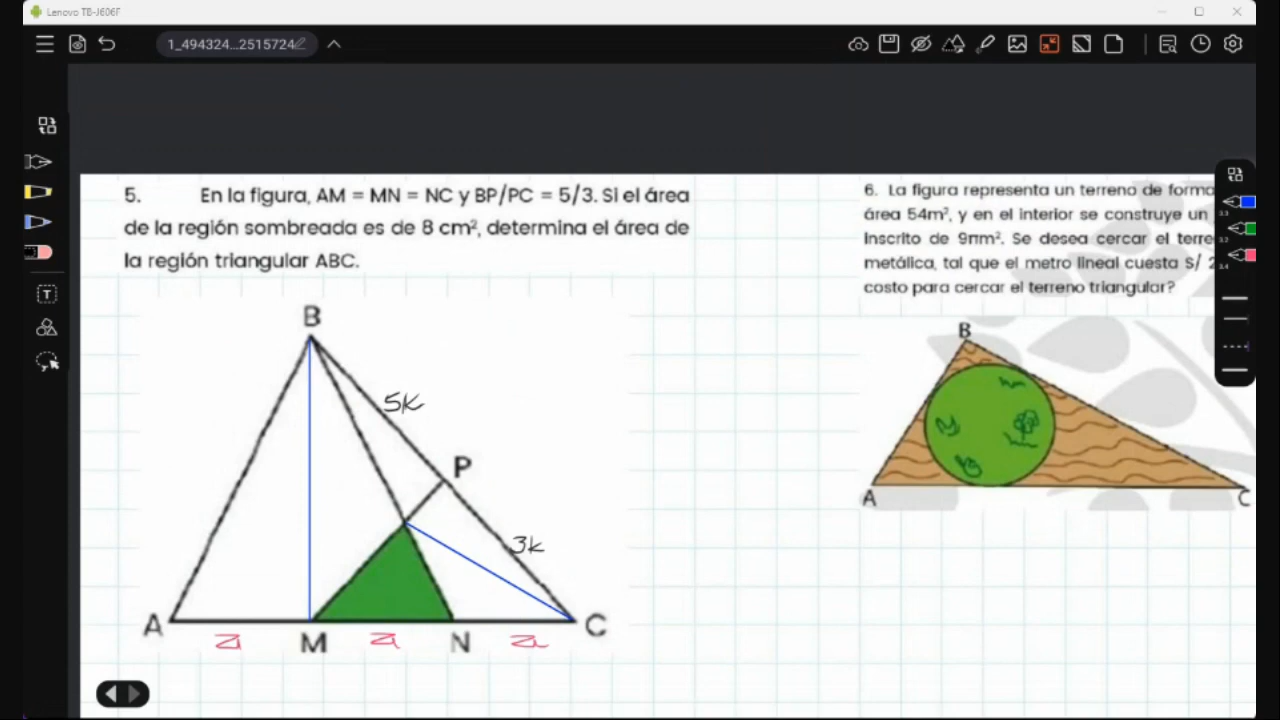 Lenovo TB-J606F
1_494324...2515724
5. En la figura, AM = MN = NC y BP/PC = 5/3. Si el área
de la región sombreada es de 8 cm², determina el área de
la región triangular ABC.
B
5k
P
3k
A
M
N
C
6. La figura representa un terreno de forma
área 54m², y en el interior se construye un
inscrito de 9πm². Se desea cercar el terre
metálica, tal que el metro lineal cuesta S/ 2
costo para cercar el terreno triangular?
B
A
C
T